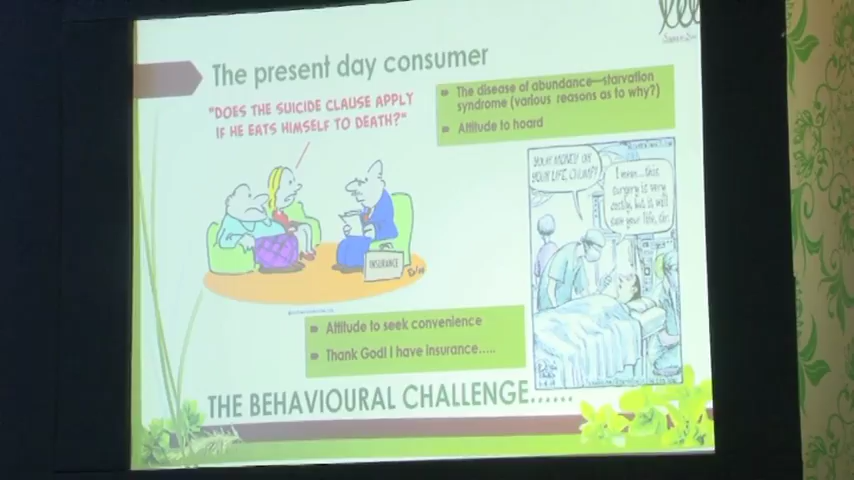 The present day consumer
"DOES THE SUICIDE CLAUSE APPLY
IF HE EATS HIMSELF TO DEATH?"
The disease of abundance—starvation
syndrome (various reasons as to why?)
Attitude to hoard
YOUR MONEY OR
YOUR LIFE, CHUMP!
surgery is very
costly, but it will
save your life, sir.
INSURANCE
Attitude to seek convenience
Thank God! I have insurance.....
THE BEHAVIOURAL CHALLENGE......